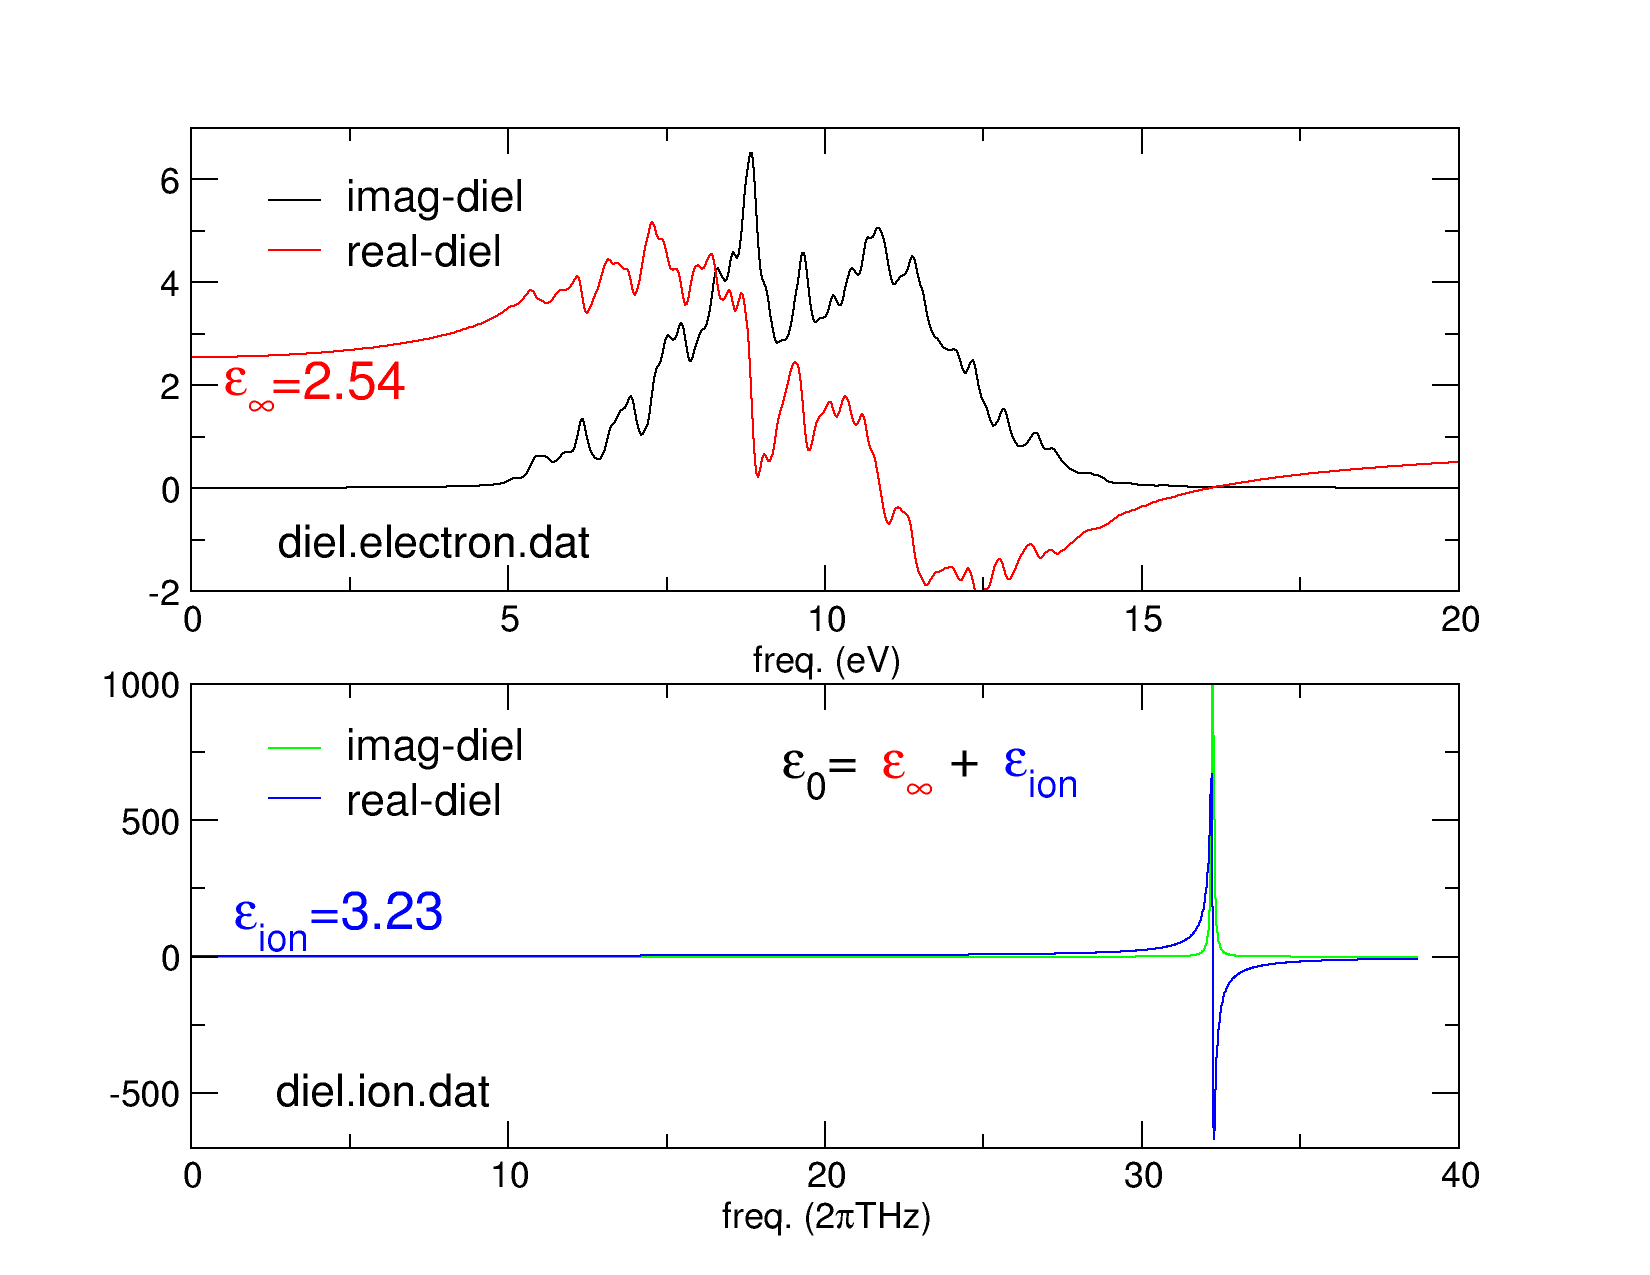 6
4
2
0
-2
imag-diel
real-diel
ε∞=2.54
diel.electron.dat
0 5 10 15 20
freq. (eV)
1000
500
0
-500
imag-diel
real-diel
ε0= ε∞ + εion
εion=3.23
diel.ion.dat
0 10 20 30 40
freq. (2πTHz)